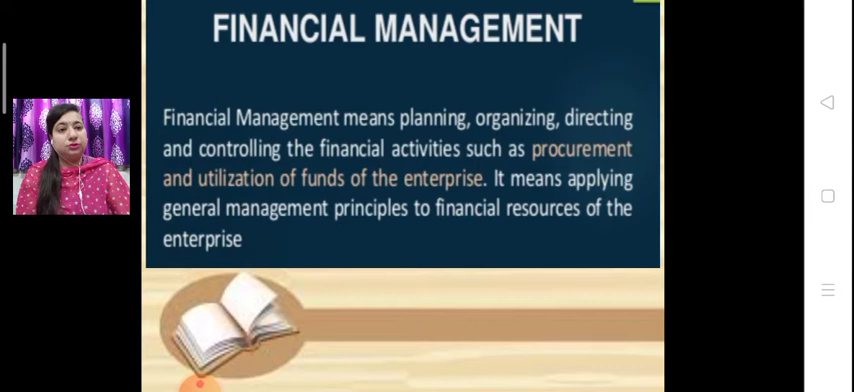 FINANCIAL MANAGEMENT
Financial Management means planning, organizing, directing
and controlling the financial activities such as procurement
and utilization of funds of the enterprise. It means applying
general management principles to financial resources of the
enterprise